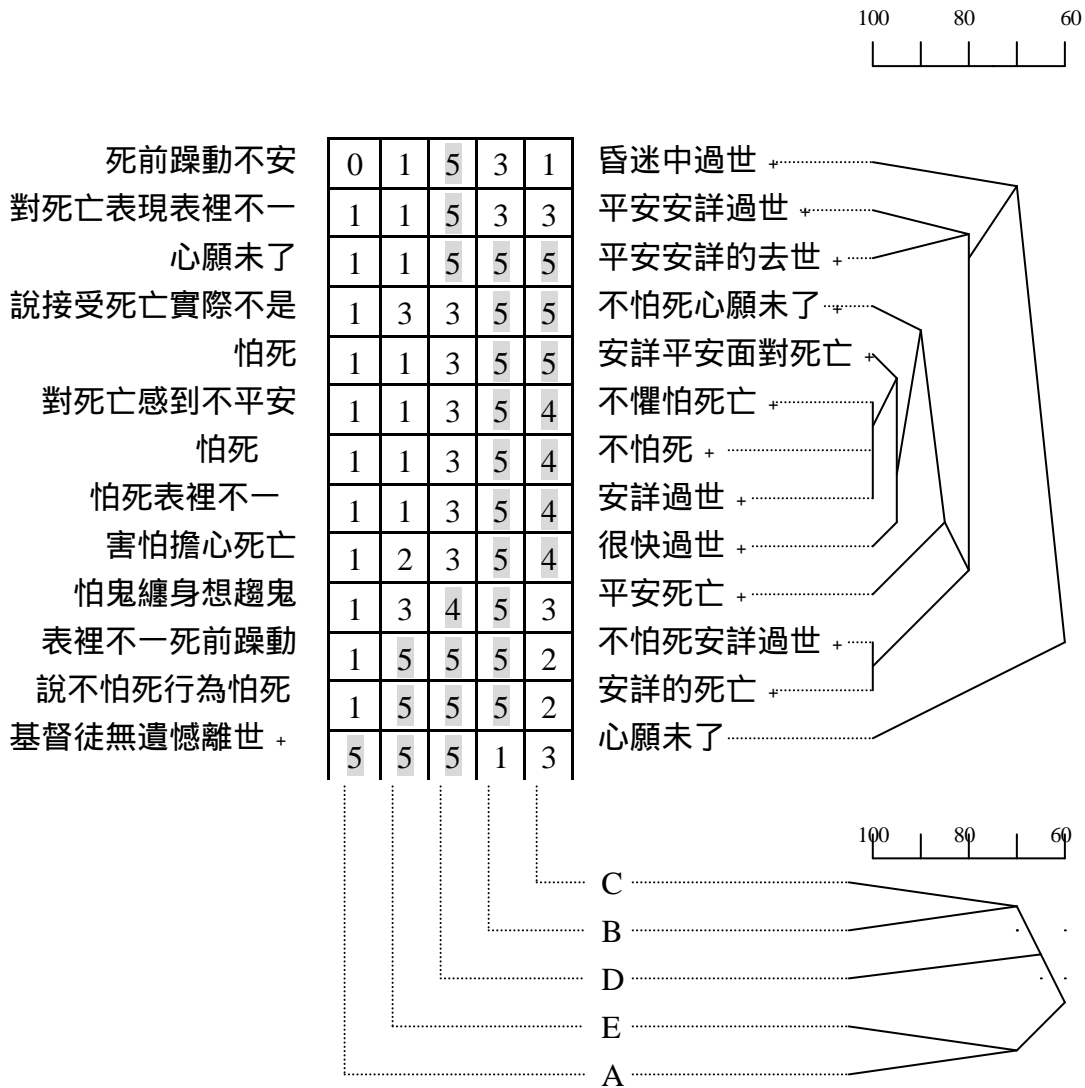 100 80 60
死前躁動不安 0 1 5 3 1 昏迷中過世 +
對死亡表現表裡不一 1 1 5 3 3 平安安詳過世 +
心願未了 1 1 5 5 5 平安安詳的去世 +
說接受死亡實際不是 1 3 3 5 5 不怕死心願未了 +
怕死 1 1 3 5 5 安詳平安面對死亡 +
對死亡感到不平安 1 1 3 5 4 不懼怕死亡 +
怕死 1 1 3 5 4 不怕死 +
怕死表裡不一 1 1 3 5 4 安詳過世 +
害怕擔心死亡 1 2 3 5 4 很快過世 +
怕鬼纏身想趨鬼 1 3 4 5 3 平安死亡 +
表裡不一死前躁動 1 5 5 5 2 不怕死安詳過世 +
說不怕死行為怕死 1 5 5 5 2 安詳的死亡 +
基督徒無遺憾離世 + 5 5 5 1 3 心願未了
100 80 60
C
B
D
E
A